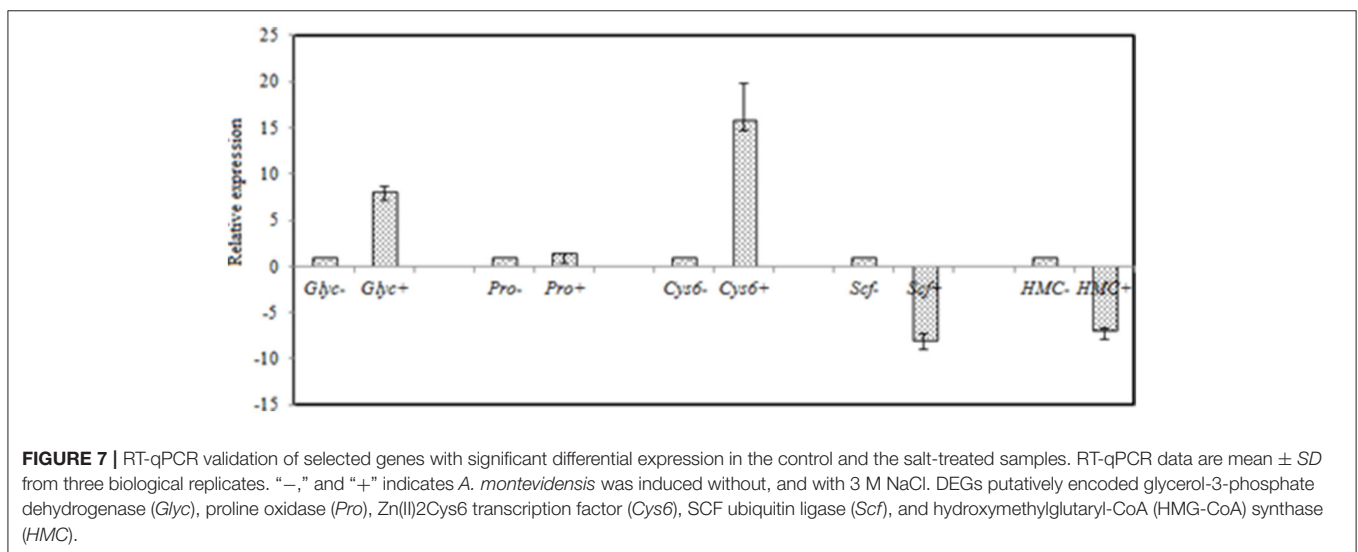 25
20
15
10
5
0
-5
-10
-15
Relative expression
Glyc- Glyc+ Pro- Pro+ Cys6- Cys6+ Scf- Scf+ HMC- HMC+
FIGURE 7 | RT-qPCR validation of selected genes with significant differential expression in the control and the salt-treated samples. RT-qPCR data are mean ± SD
from three biological replicates. “−,” and “+” indicates A. montevidensis was induced without, and with 3 M NaCl. DEGs putatively encoded glycerol-3-phosphate
dehydrogenase (Glyc), proline oxidase (Pro), Zn(II)2Cys6 transcription factor (Cys6), SCF ubiquitin ligase (Scf), and hydroxymethylglutaryl-CoA (HMG-CoA) synthase
(HMC).